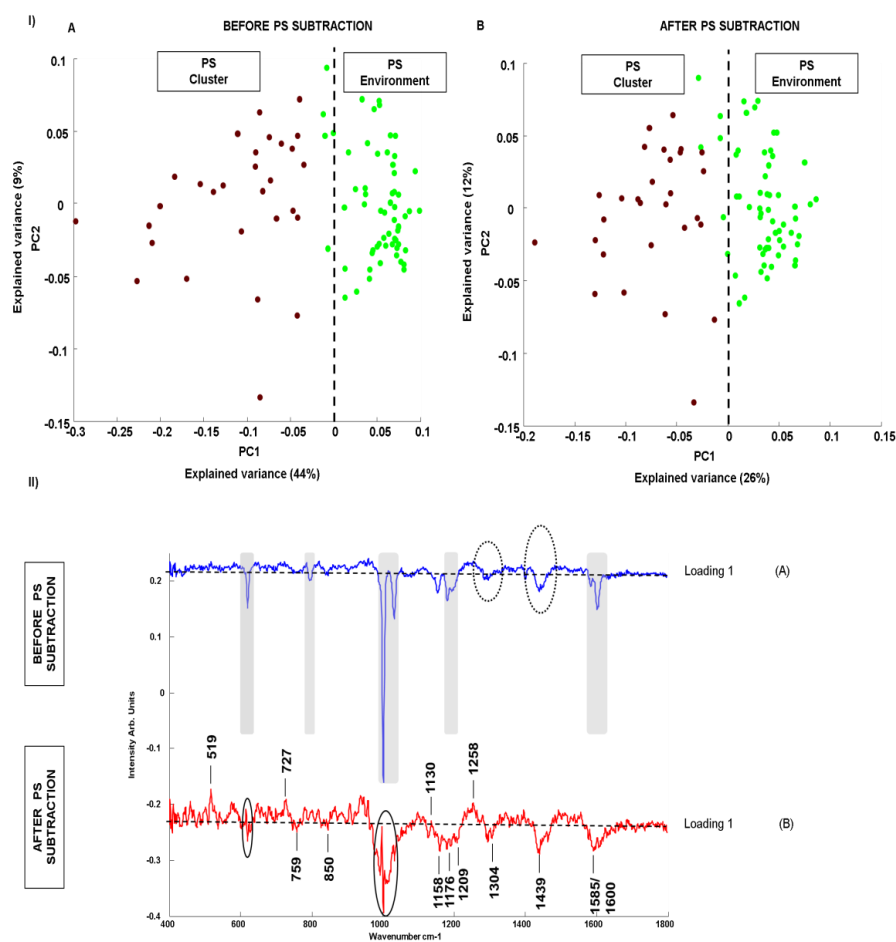 I)
A
BEFORE PS SUBTRACTION
B
AFTER PS SUBTRACTION
PS
Cluster
PS
Environment
PS
Cluster
PS
Environment
0.1
0.05
0
-0.05
-0.1
-0.15
Explained variance (9%)
PC2
-0.3
-0.25
-0.2
-0.15
-0.1
-0.05
0
0.05
0.1
PC1
Explained variance (44%)
0.1
0.05
0
-0.05
-0.1
-0.15
Explained variance (12%)
PC2
-0.25
-0.2
-0.15
-0.1
-0.05
0
0.05
0.1
0.15
PC1
Explained variance (26%)
II)
BEFORE PS
SUBTRACTION
AFTER PS
SUBTRACTION
Intensity Arb. Units
0.2
0.1
0
-0.1
-0.2
-0.3
-0.4
Loading 1
(A)
519
727
1130
1258
Loading 1
(B)
759
850
1158
1176
1209
1304
1439
1585/
1600
400
600
800
1000
1200
1400
1600
1800
Wavenumber cm-1